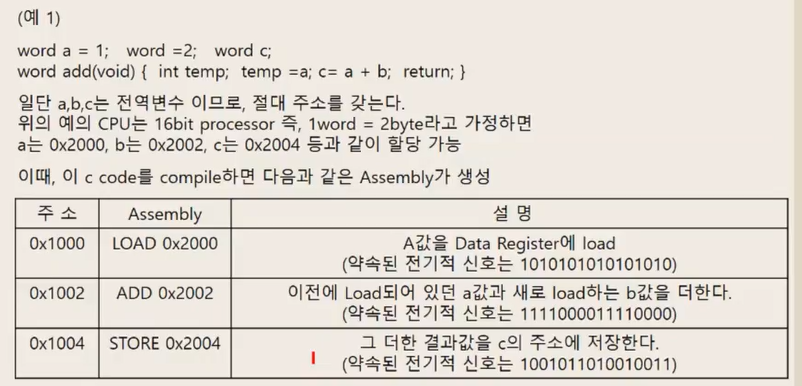 (예 1)
word a = 1;   word =2;   word c;
word add(void) {  int temp;  temp =a; c= a + b;  return; }
일단 a,b,c는 전역변수 이므로, 절대 주소를 갖는다.
위의 예의 CPU는 16bit processor 즉, 1word = 2byte라고 가정하면
a는 0x2000, b는 0x2002, c는 0x2004 등과 같이 할당 가능
이때, 이 c code를 compile하면 다음과 같은 Assembly가 생성
주 소 Assembly 설 명
0x1000 LOAD 0x2000 A값을 Data Register에 load
(약속된 전기적 신호는 1010101010101010)
0x1002 ADD 0x2002 이전에 Load되어 있던 a값과 새로 load하는 b값을 더한다.
(약속된 전기적 신호는 1111000011110000)
0x1004 STORE 0x2004 그 더한 결과값을 c의 주소에 저장한다.
(약속된 전기적 신호는 1001011010010011)